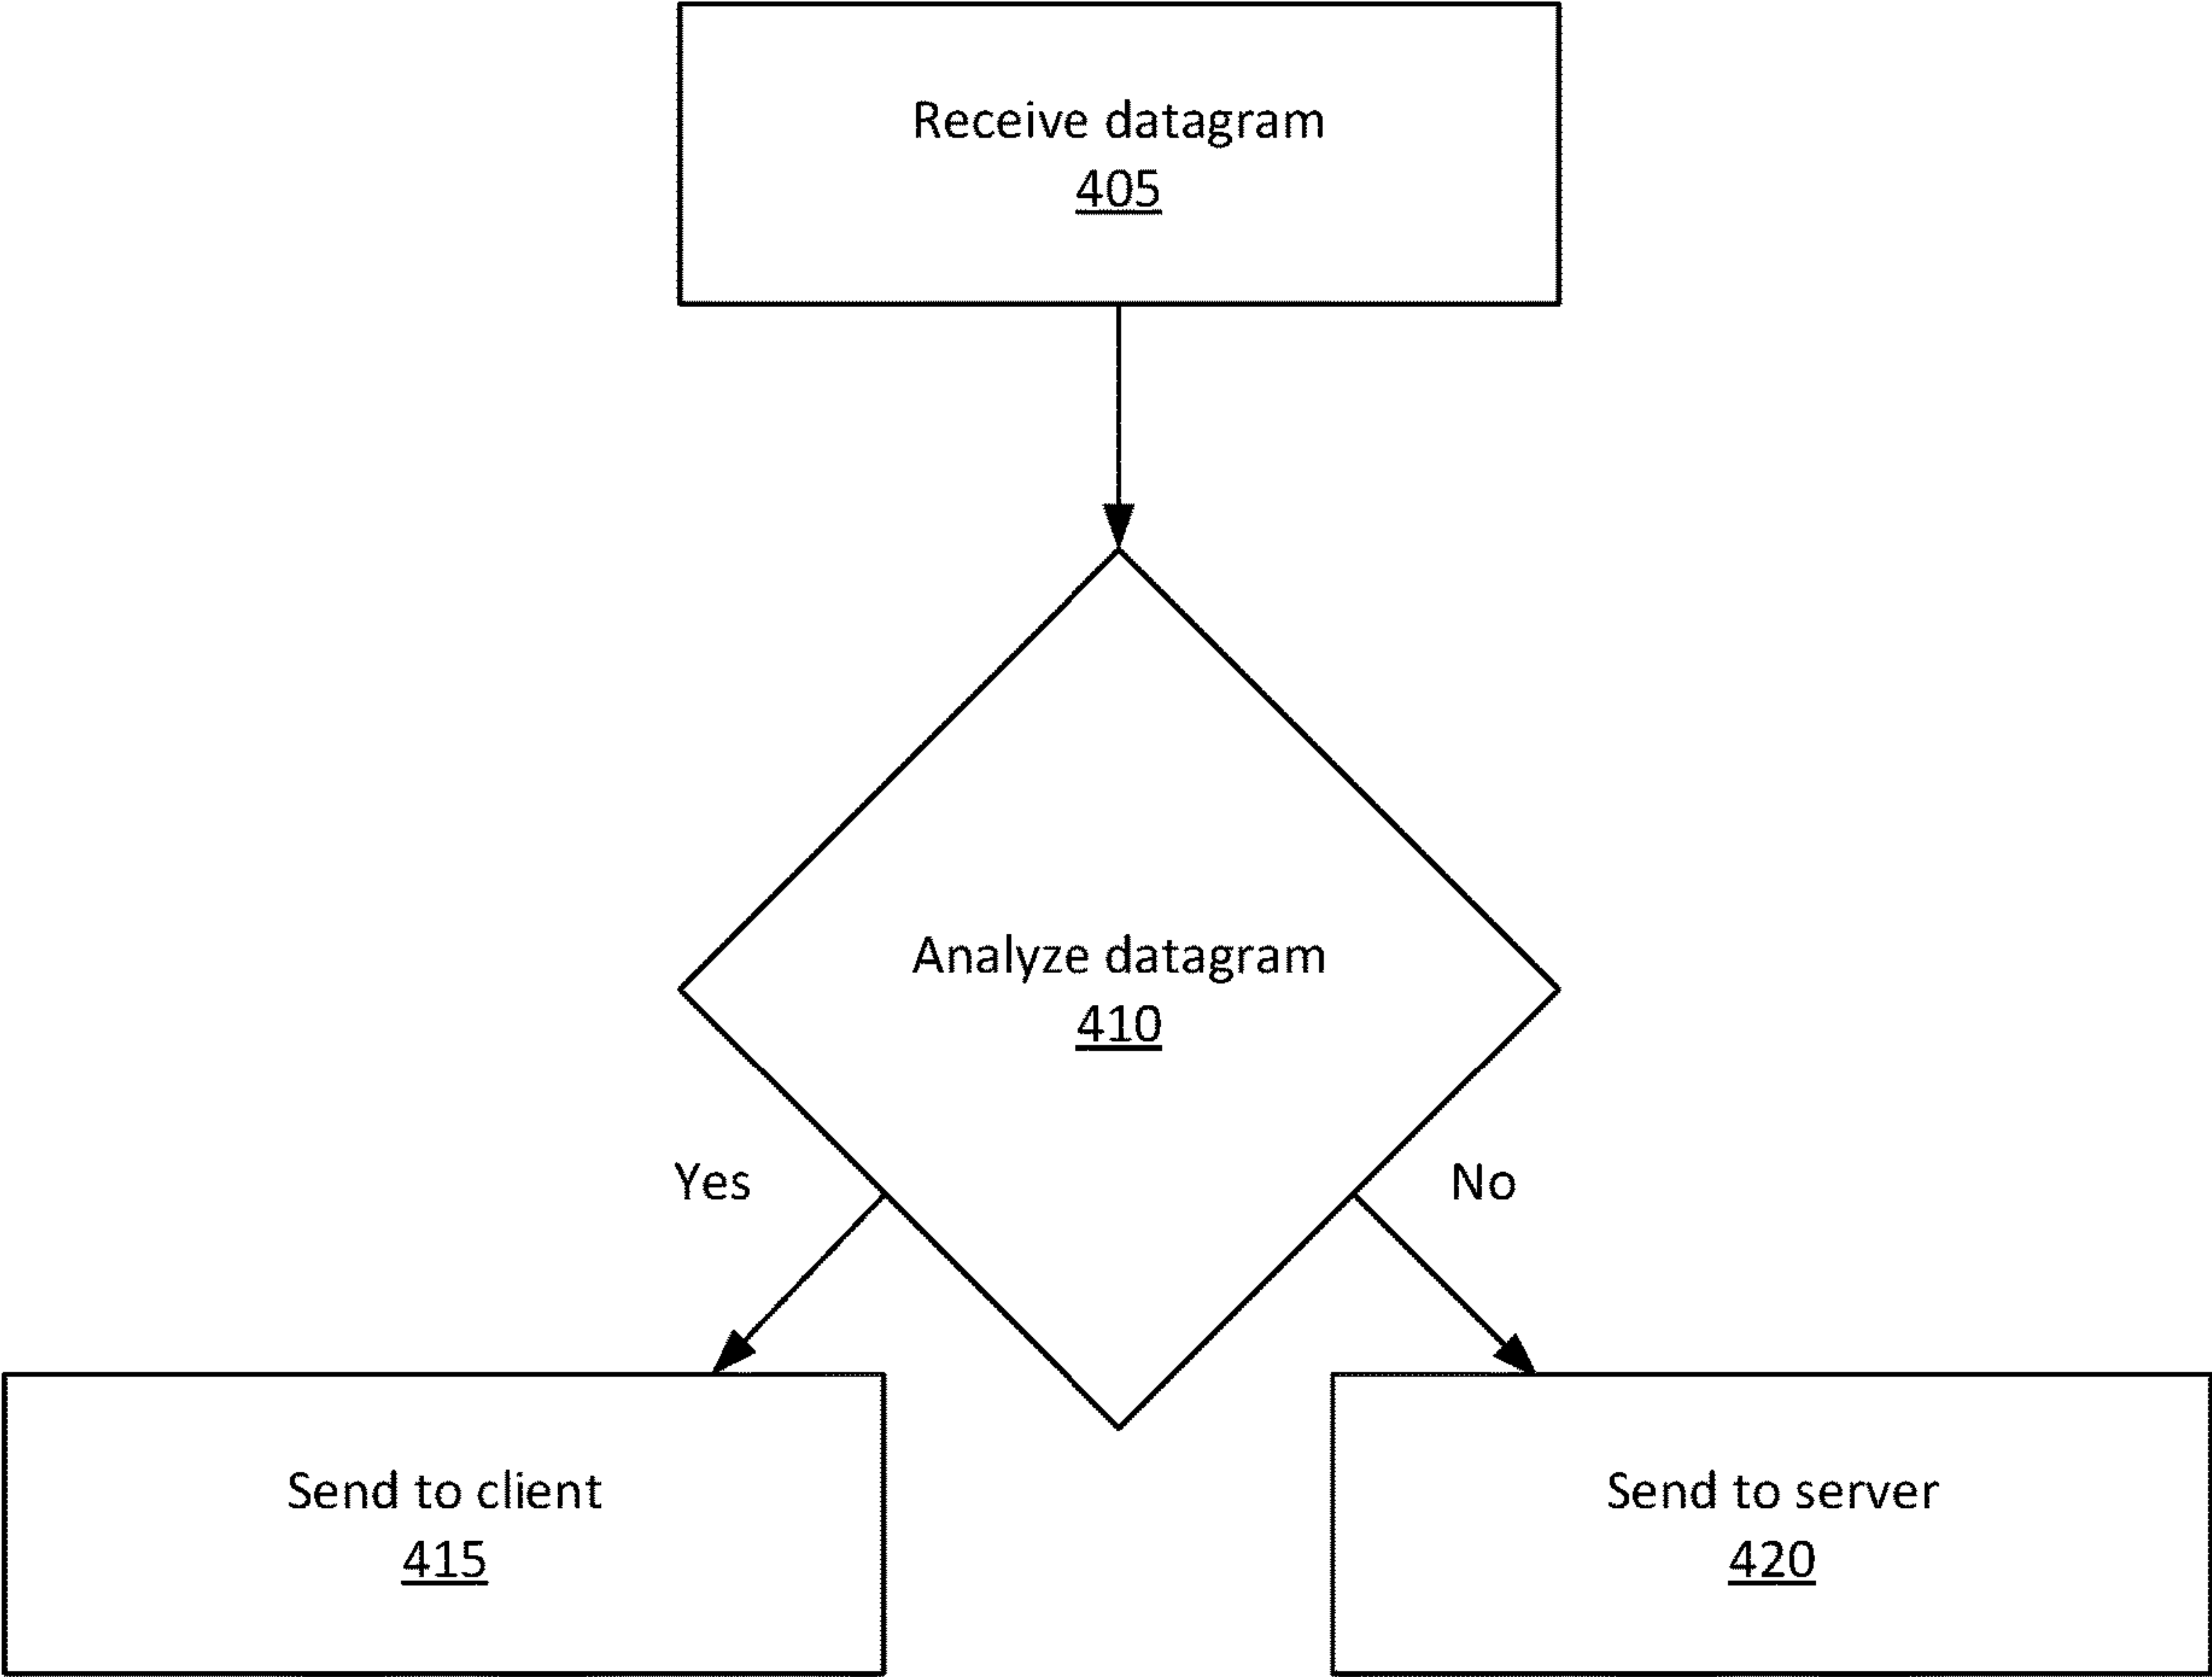 Receive datagram
405
Analyze datagram
410
Yes
No
Send to client
415
Send to server
420